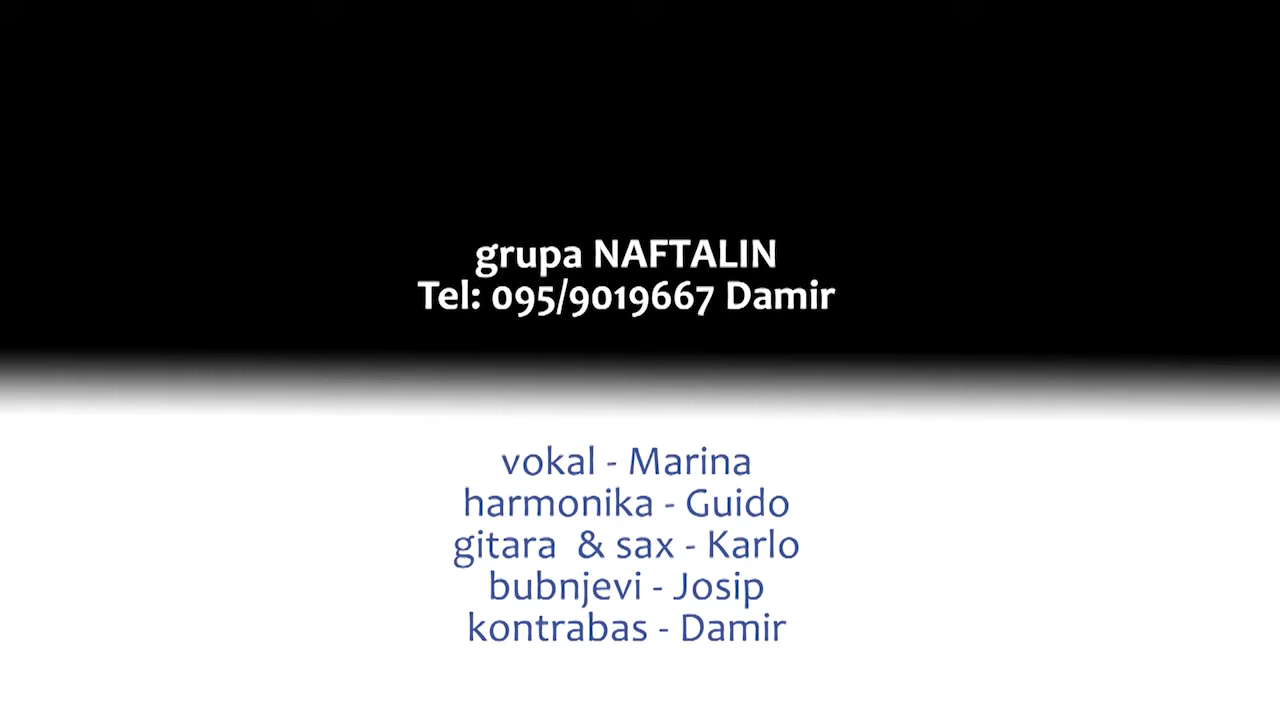 grupa NAFTALIN
Tel: 095/9019667 Damir
vokal - Marina
harmonika - Guido
gitara & sax - Karlo
bubnjevi - Josip
kontrabas - Damir